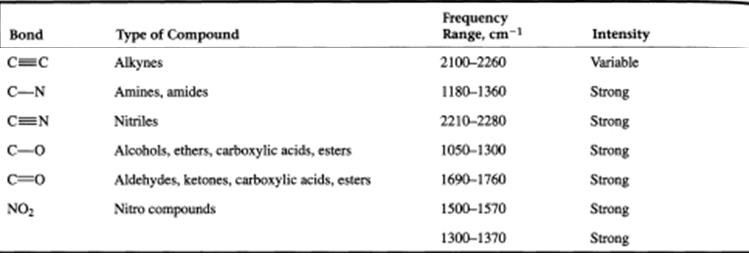 Frequency
Bond Type of Compound Range, cm⁻¹ Intensity
C≡C Alkynes 2100–2260 Variable
C—N Amines, amides 1180–1360 Strong
C≡N Nitriles 2210–2280 Strong
C—O Alcohols, ethers, carboxylic acids, esters 1050–1300 Strong
C=O Aldehydes, ketones, carboxylic acids, esters 1690–1760 Strong
NO₂ Nitro compounds 1500–1570 Strong
1300–1370 Strong